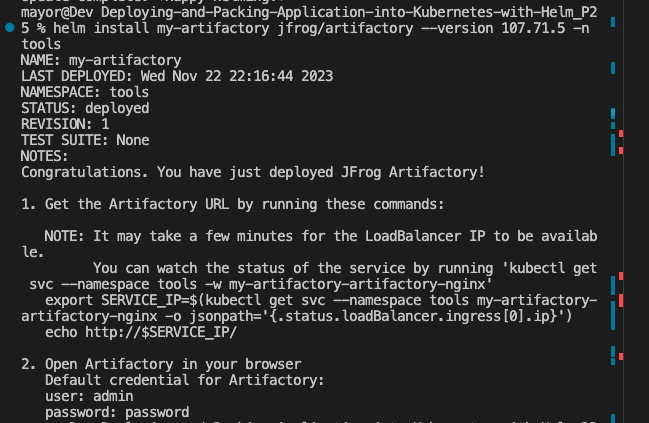 mayor@Dev Deploying-and-Packing-Application-into-Kubernetes-with-Helm_P2
5 % helm install my-artifactory jfrog/artifactory --version 107.71.5 -n
tools
NAME: my-artifactory
LAST DEPLOYED: Wed Nov 22 22:16:44 2023
NAMESPACE: tools
STATUS: deployed
REVISION: 1
TEST SUITE: None
NOTES:
Congratulations. You have just deployed JFrog Artifactory!
1. Get the Artifactory URL by running these commands:
NOTE: It may take a few minutes for the LoadBalancer IP to be availab
le.
You can watch the status of the service by running 'kubectl get
svc --namespace tools -w my-artifactory-artifactory-nginx'
export SERVICE_IP=$(kubectl get svc --namespace tools my-artifactory-
artifactory-nginx -o jsonpath='{.status.loadBalancer.ingress[0].ip}')
echo http://$SERVICE_IP/
2. Open Artifactory in your browser
Default credential for Artifactory:
user: admin
password: password